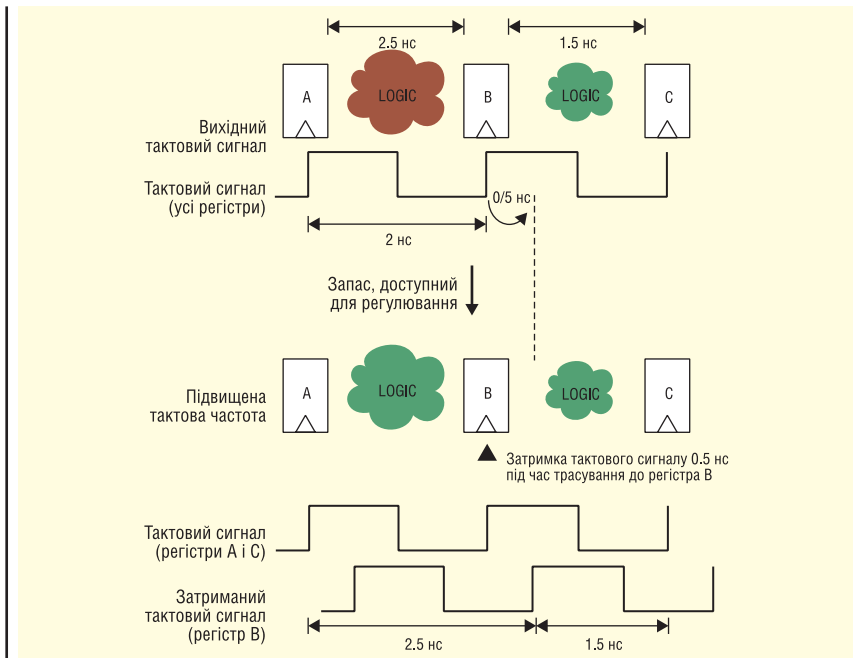 2.5 нс
1.5 нс
A
LOGIC
B
LOGIC
C
Вихідний
тактовий сигнал
Тактовий сигнал
(усі регістри)
0/5 нс
2 нс
Запас, доступний
для регулювання
A
LOGIC
B
LOGIC
C
Підвищена
тактова частота
Затримка тактового сигналу 0.5 нс
під час трасування до регістра B
Тактовий сигнал
(регістри A і C)
Затриманий
тактовий сигнал
(регістр B)
2.5 нс
1.5 нс